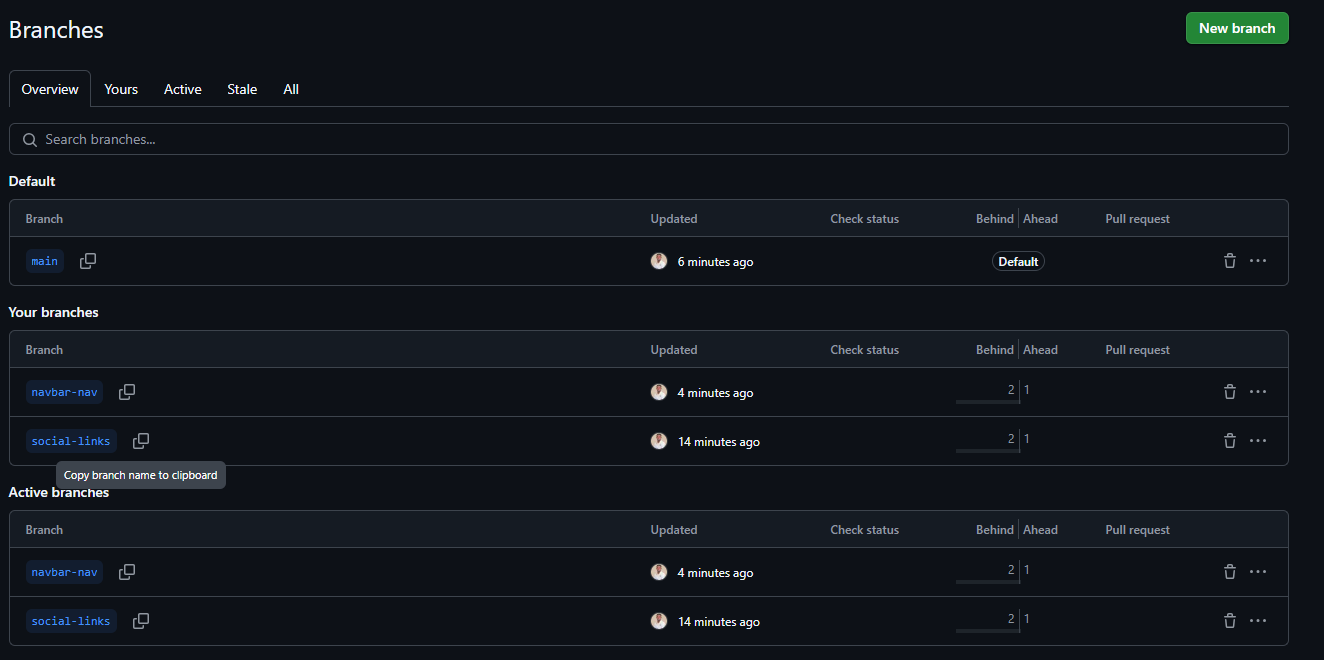 Branches New branch
Overview Yours Active Stale All
Search branches...
Default
Branch Updated Check status Behind Ahead Pull request
main 6 minutes ago Default
Your branches
Branch Updated Check status Behind Ahead Pull request
navbar-nav 4 minutes ago 2 1
social-links 14 minutes ago 2 1
Copy branch name to clipboard
Active branches
Branch Updated Check status Behind Ahead Pull request
navbar-nav 4 minutes ago 2 1
social-links 14 minutes ago 2 1